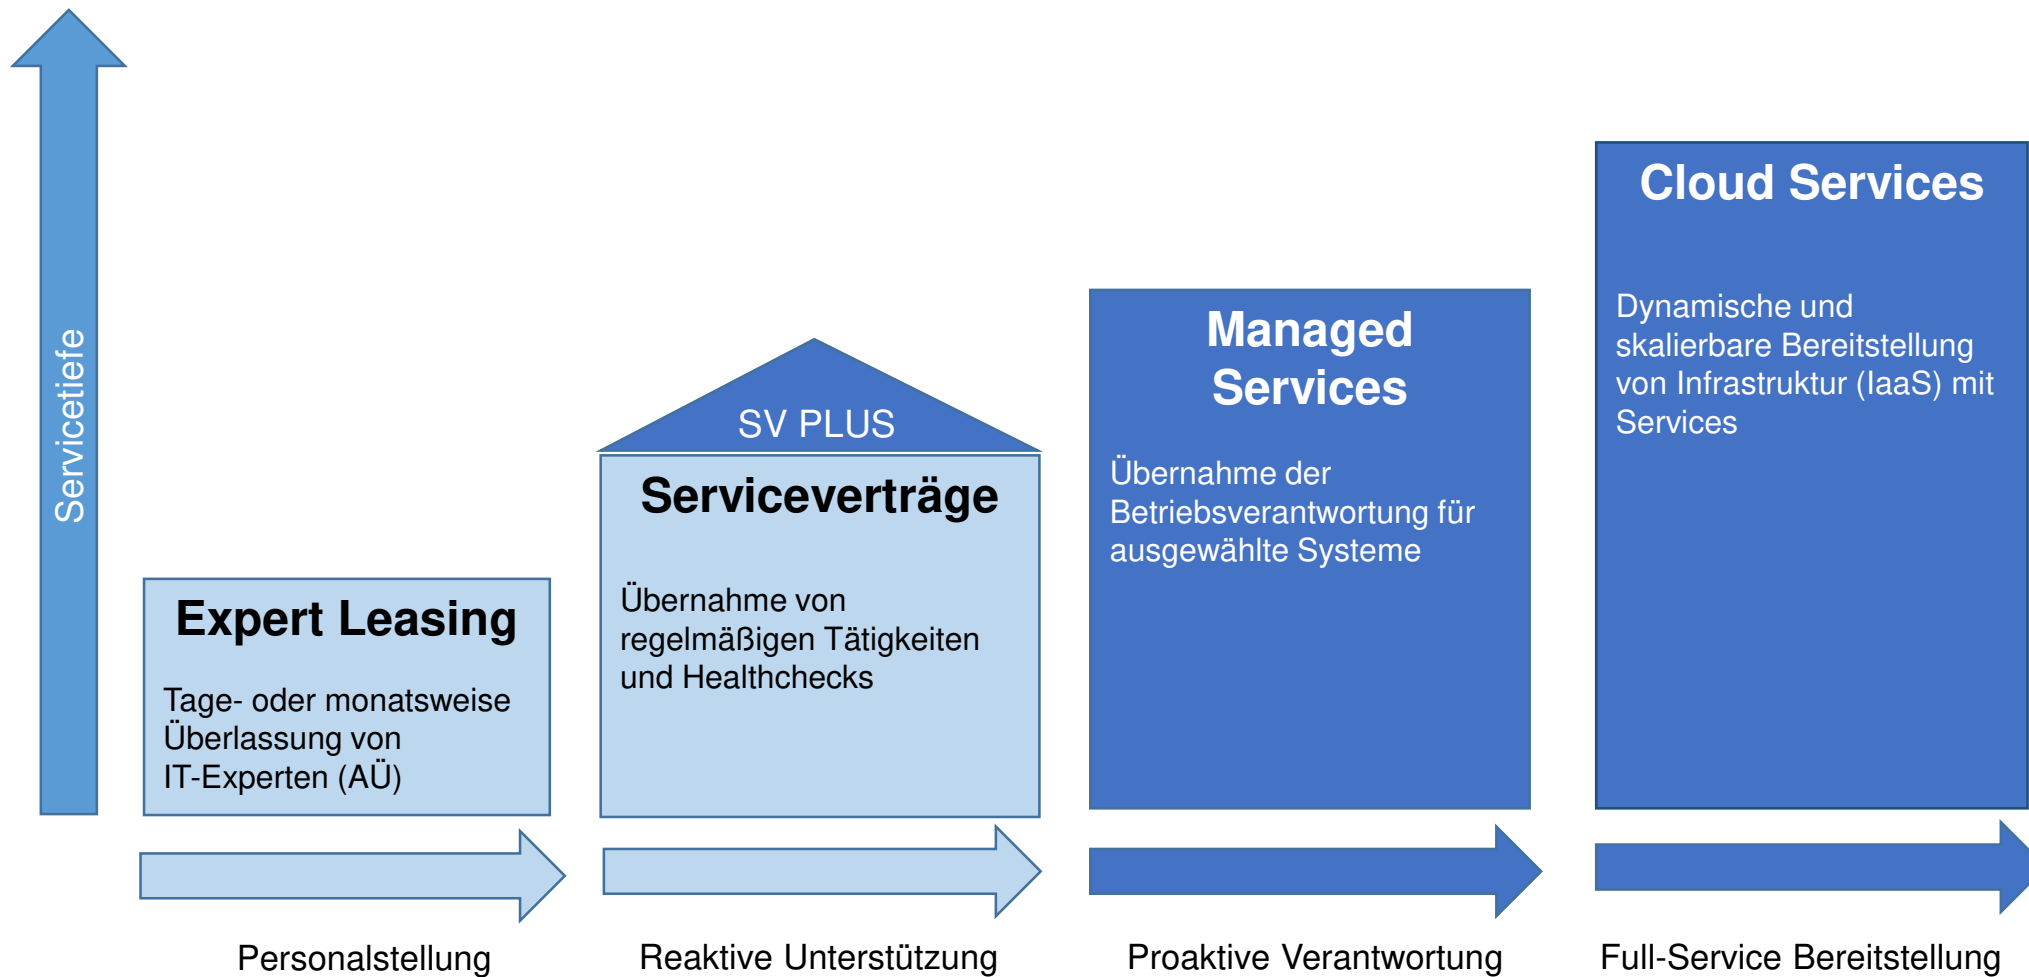 Servicetiefe
Expert Leasing
Tage- oder monatsweise
Überlassung von
IT-Experten (AÜ)
Personalstellung
SV PLUS
Serviceverträge
Übernahme von
regelmäßigen Tätigkeiten
und Healthchecks
Reaktive Unterstützung
Managed
Services
Übernahme der
Betriebsverantwortung für
ausgewählte Systeme
Proaktive Verantwortung
Cloud Services
Dynamische und
skalierbare Bereitstellung
von Infrastruktur (IaaS) mit
Services
Full-Service Bereitstellung